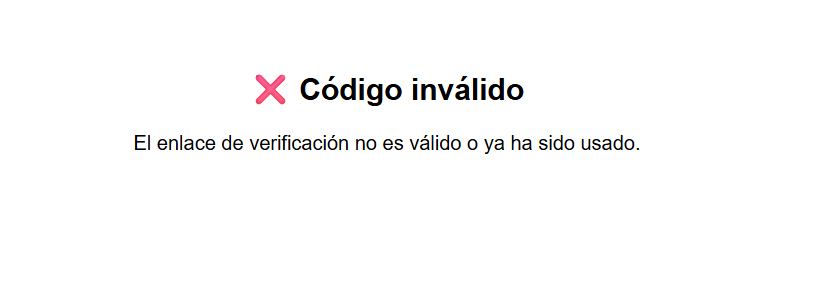 ❌ Código inválido
El enlace de verificación no es válido o ya ha sido usado.